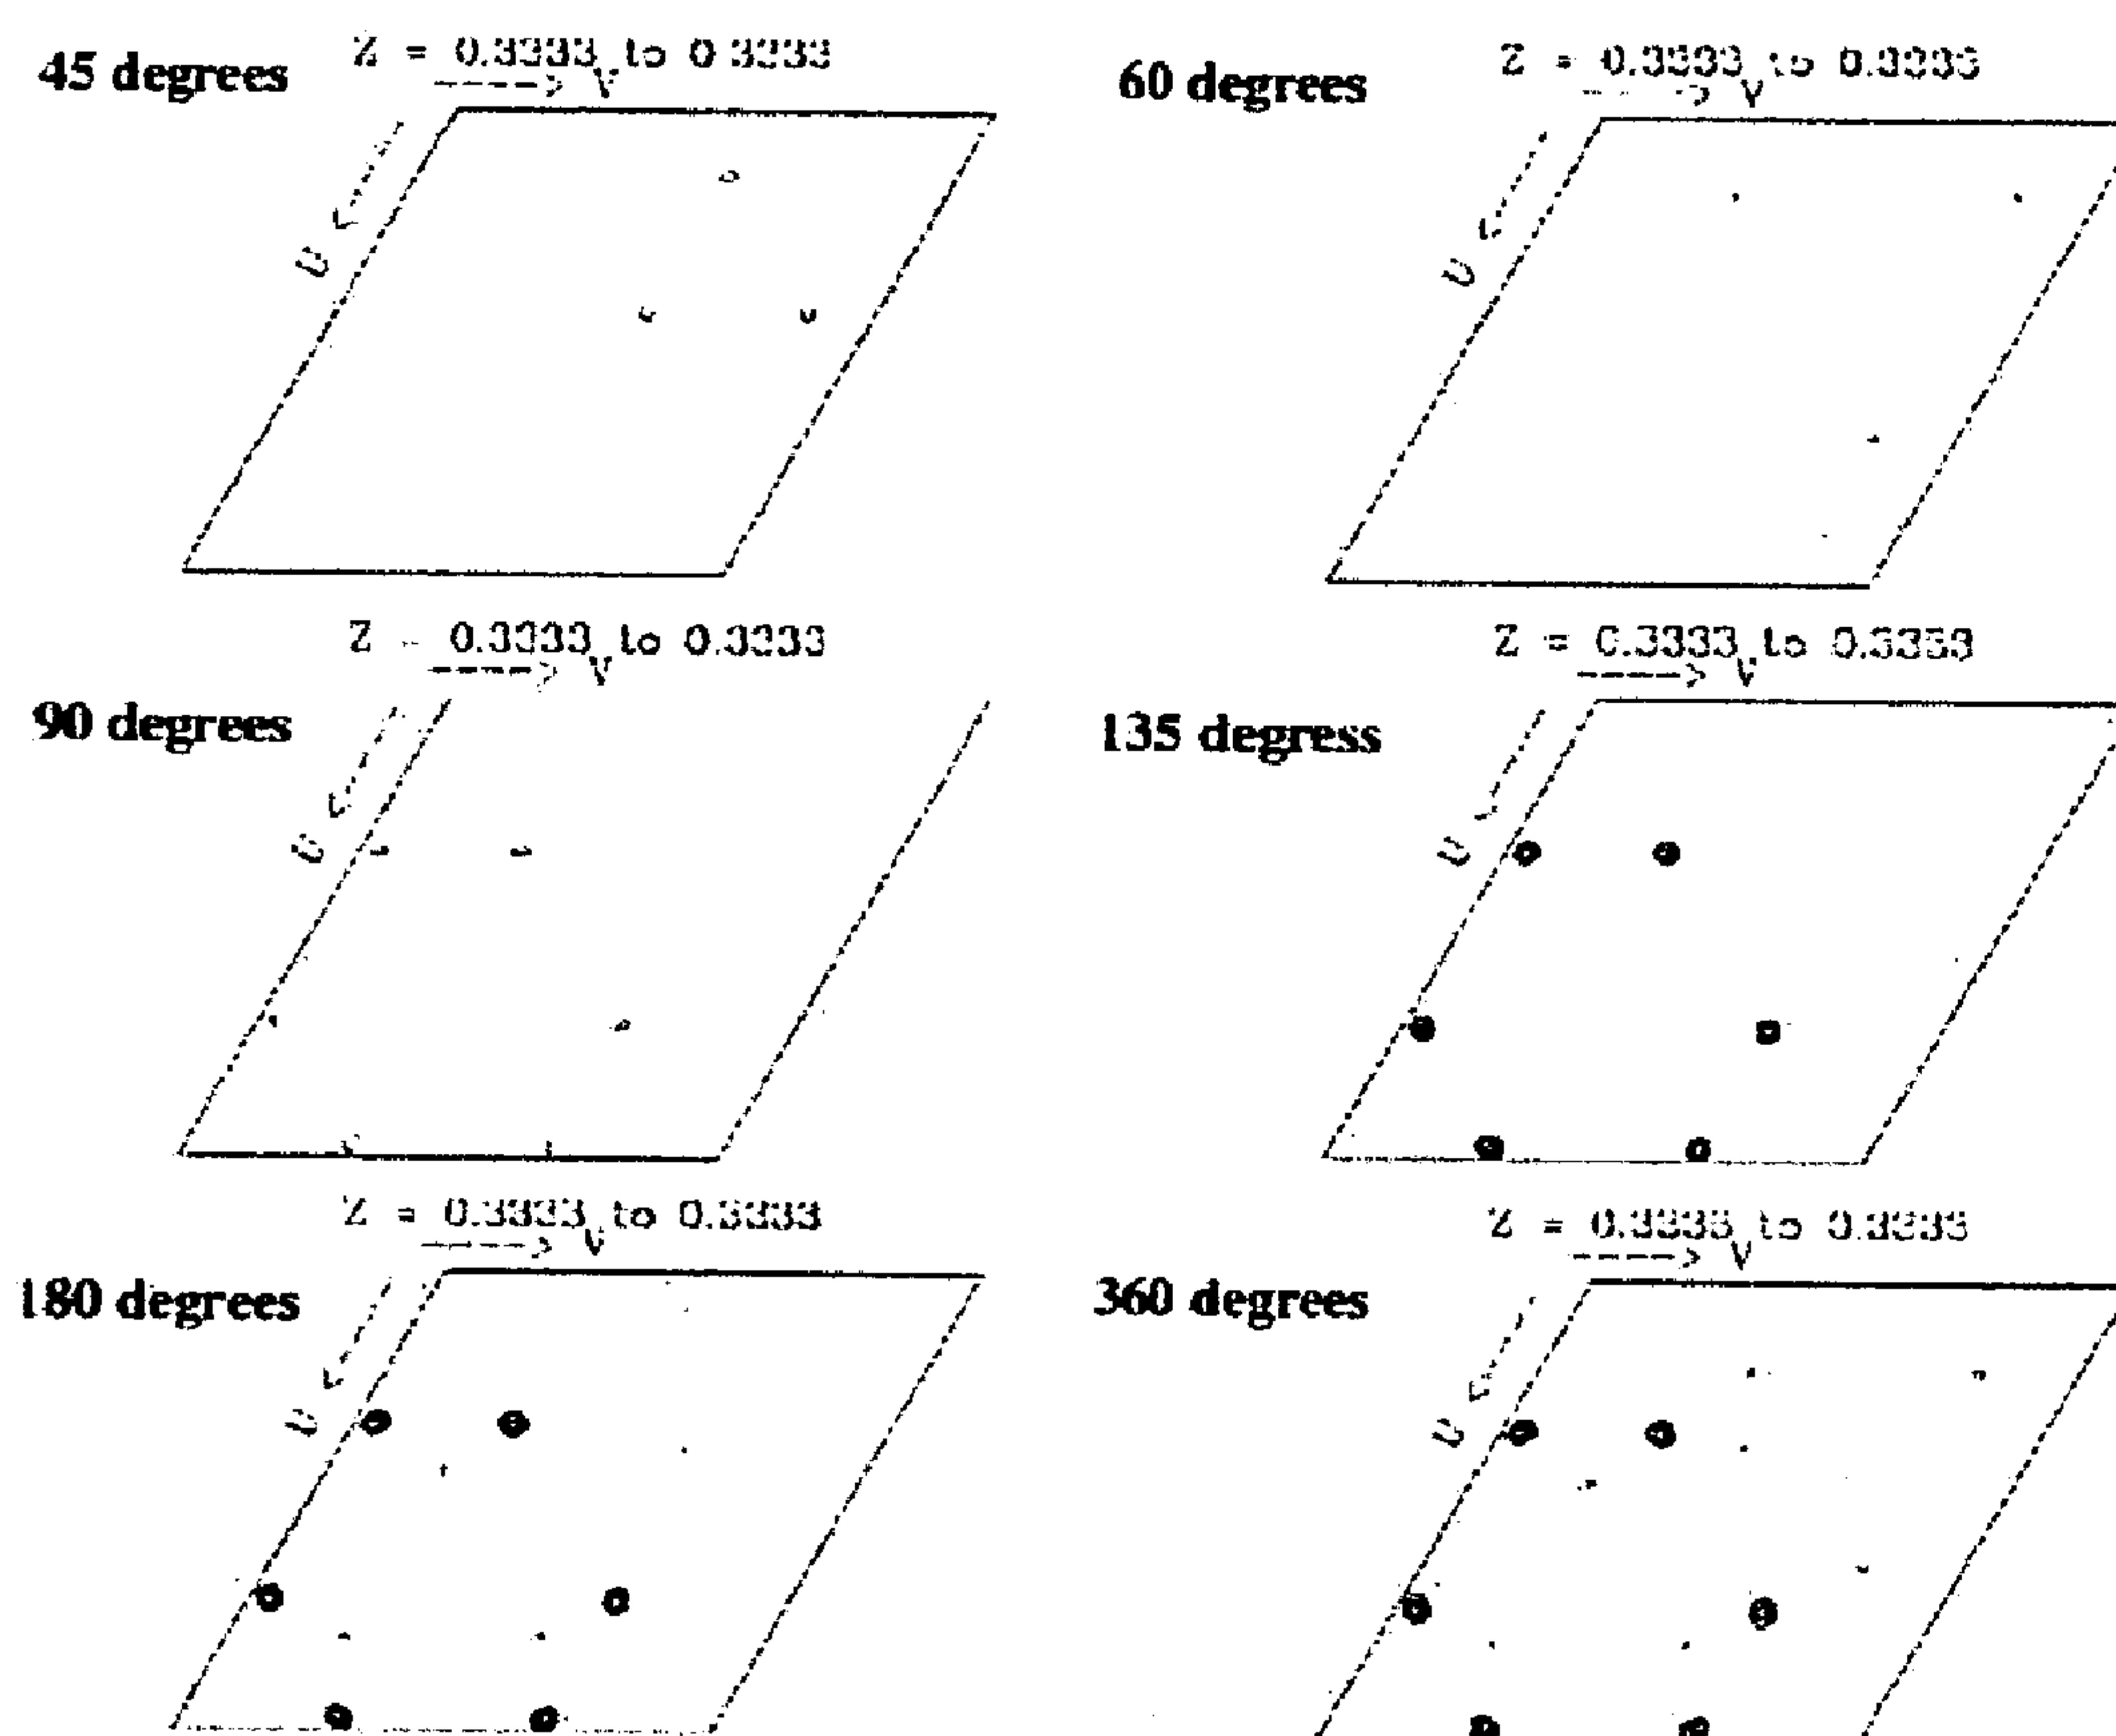 45 degrees
Z = 0.3333 to 0.3333
V
U
60 degrees
Z = 0.3333 to 0.3333
V
U
90 degrees
Z - 0.3333 to 0.3333
V
U
135 degress
Z = 0.3333 to 0.3333
V
U
180 degrees
Z = 0.3333 to 0.3333
V
U
360 degrees
Z = 0.3333 to 0.3333
V
U